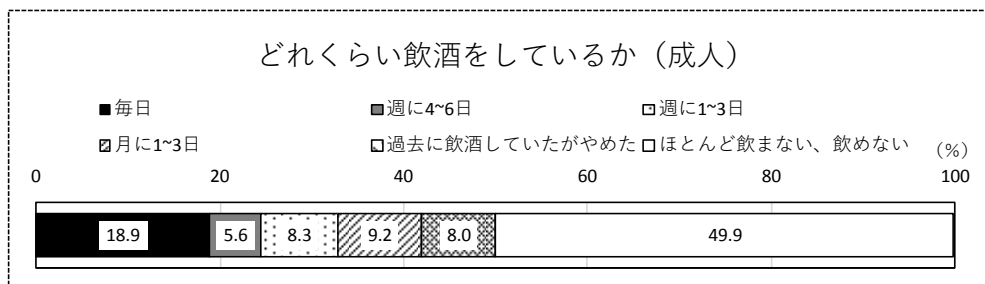 どれくらい飲酒をしているか（成人）
■毎日 ■週に4~6日 □週に1~3日
□月に1~3日 □過去に飲酒していたがやめた □ほとんど飲まない、飲めない (%)
0 20 40 60 80 100
18.9 5.6 8.3 9.2 8.0 49.9